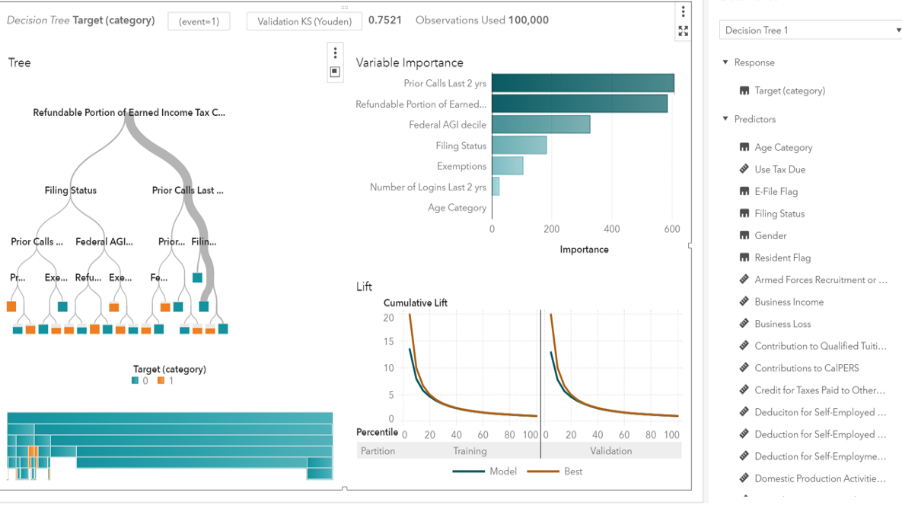 Decision Tree Target (category) (event=1) Validation KS (Youden) 0.7521 Observations Used 100,000
Tree
Refundable Portion of Earned Income Tax C...
Filing Status
Prior Calls Last ...
Prior Calls ...
Federal AGI...
Prior...
Filin...
Pr...
Exe...
Refu...
Exe...
Fe...
Target (category)
0 1
Variable Importance
Prior Calls Last 2 yrs
Refundable Portion of Earned...
Federal AGI decile
Filing Status
Exemptions
Number of Logins Last 2 yrs
Age Category
0 200 400 600
Importance
Lift
Cumulative Lift
20
15
10
5
0
Percentile 0 20 40 60 80 100 0 20 40 60 80 100
Partition Training Validation
Model Best
Decision Tree 1
Response
Target (category)
Predictors
Age Category
Use Tax Due
E-File Flag
Filing Status
Gender
Resident Flag
Armed Forces Recruitment or ...
Business Income
Business Loss
Contribution to Qualified Tuiti...
Contributions to CalPERS
Credit for Taxes Paid to Other...
Deduciton for Self-Employed ...
Deduction for Self-Employed ...
Deduction for Self-Employme...
Domestic Production Activitie...